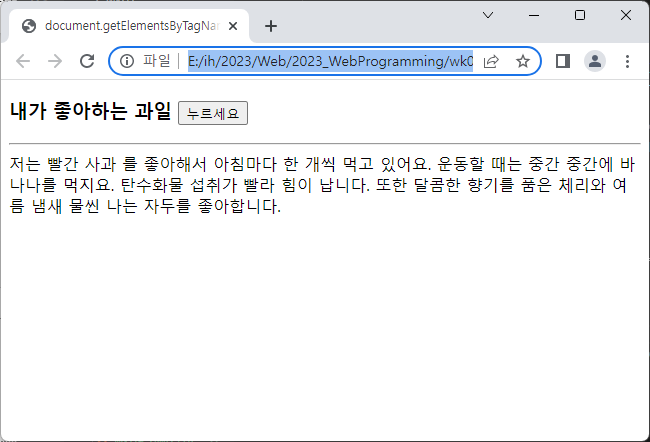 document.getElementsByTagNa
파일
E:/ih/2023/Web/2023_WebProgramming/wk0
내가 좋아하는 과일 누르세요
저는 빨간 사과 를 좋아해서 아침마다 한 개씩 먹고 있어요. 운동할 때는 중간 중간에 바
나나를 먹지요. 탄수화물 섭취가 빨라 힘이 납니다. 또한 달콤한 향기를 품은 체리와 여
름 냄새 물씬 나는 자두를 좋아합니다.